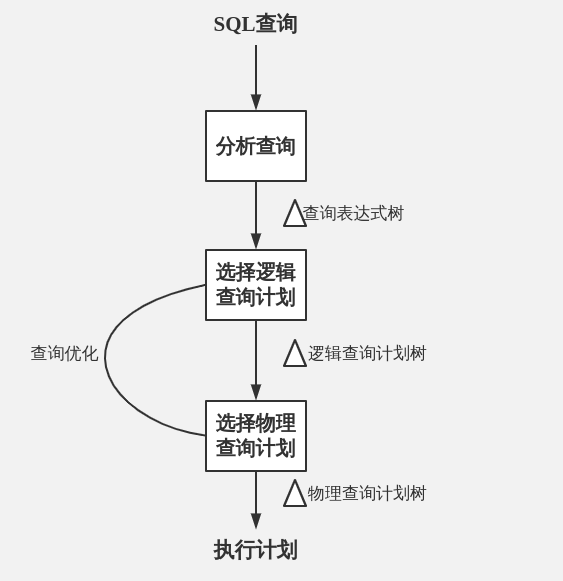 SQL查询
分析查询
查询表达式树
选择逻辑
查询计划
查询优化
逻辑查询计划树
选择物理
查询计划
物理查询计划树
执行计划